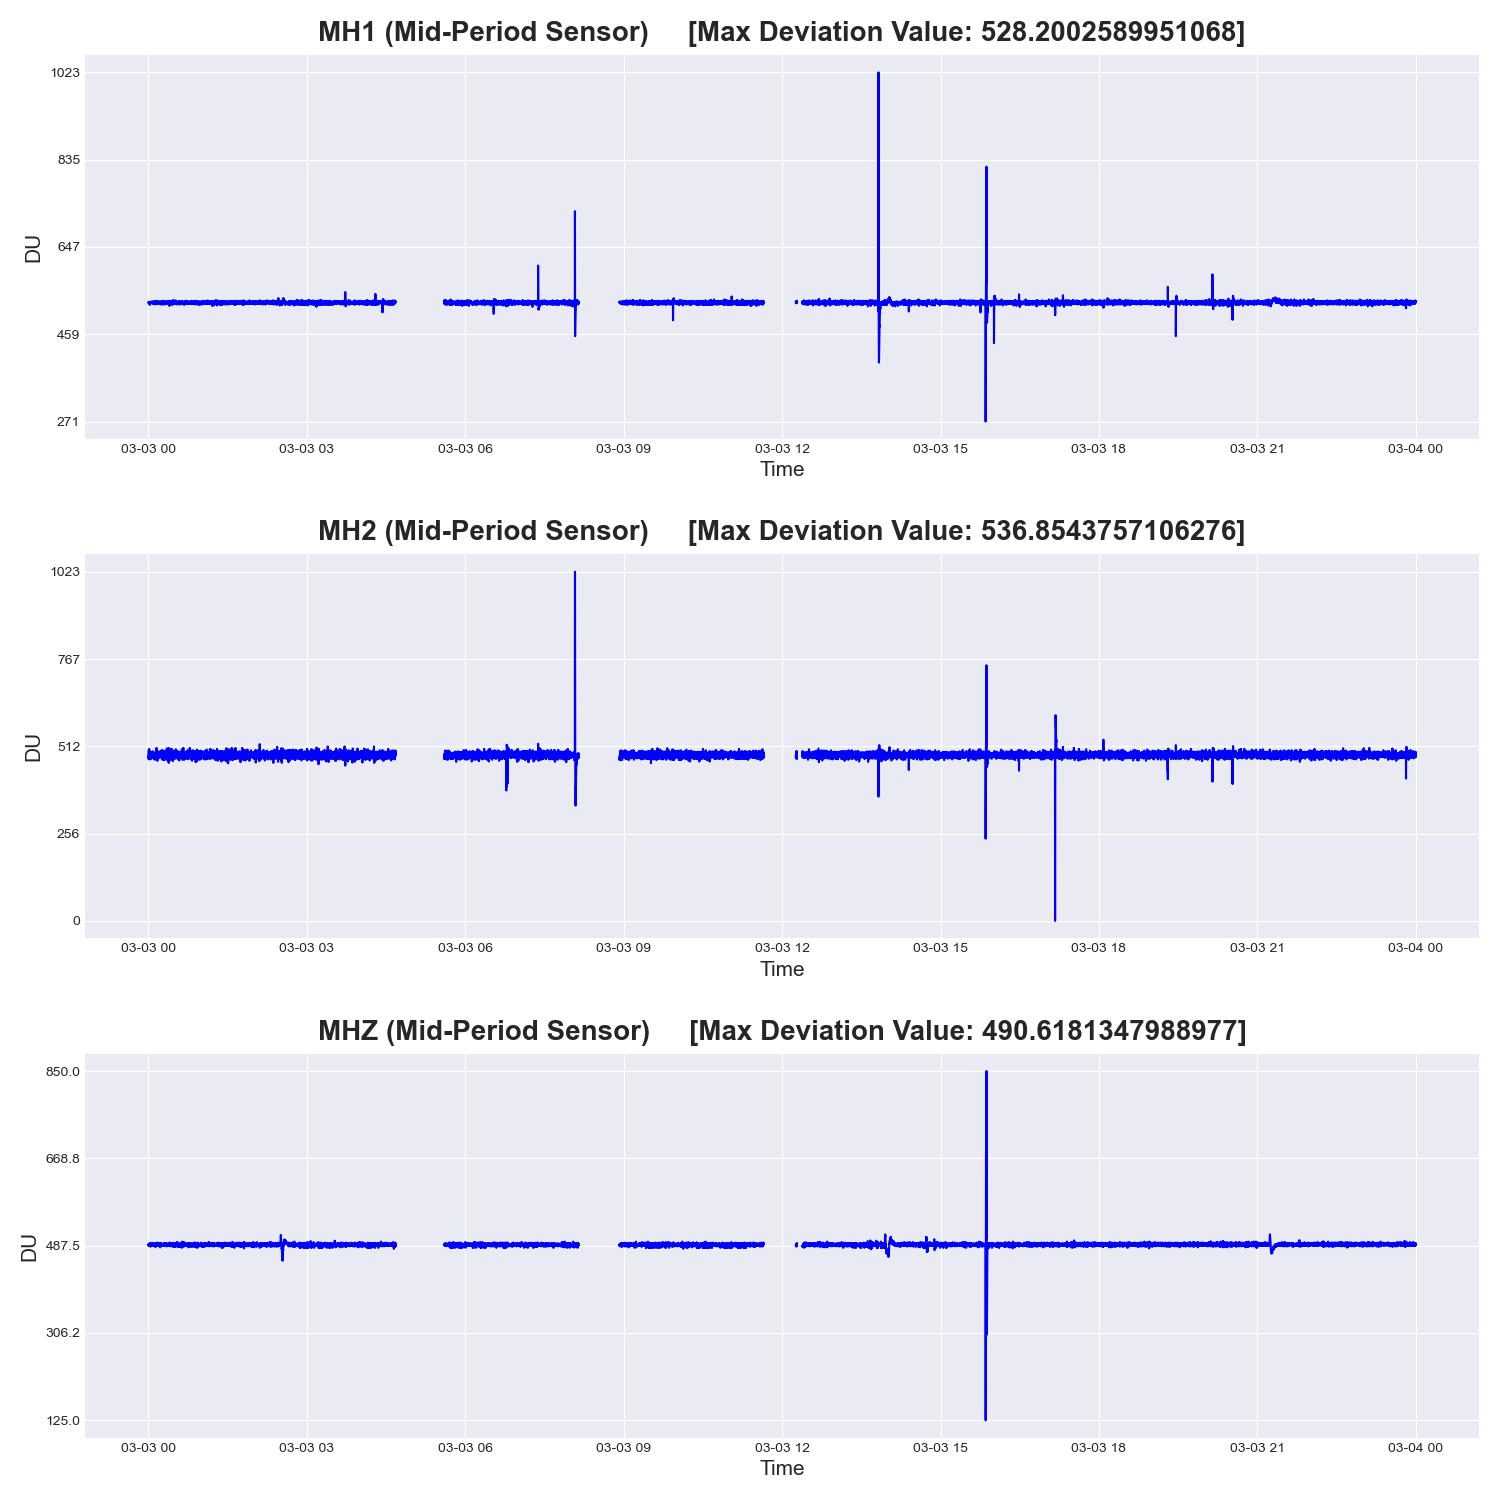 MH1 (Mid-Period Sensor) [Max Deviation Value: 528.2002589951068]
1023
835
647
459
271
DU
03-03 00 03-03 03 03-03 06 03-03 09 03-03 12 03-03 15 03-03 18 03-03 21 03-04 00
Time
MH2 (Mid-Period Sensor) [Max Deviation Value: 536.8543757106276]
1023
767
512
256
0
DU
03-03 00 03-03 03 03-03 06 03-03 09 03-03 12 03-03 15 03-03 18 03-03 21 03-04 00
Time
MHZ (Mid-Period Sensor) [Max Deviation Value: 490.6181347988977]
850.0
668.8
487.5
306.2
125.0
DU
03-03 00 03-03 03 03-03 06 03-03 09 03-03 12 03-03 15 03-03 18 03-03 21 03-04 00
Time